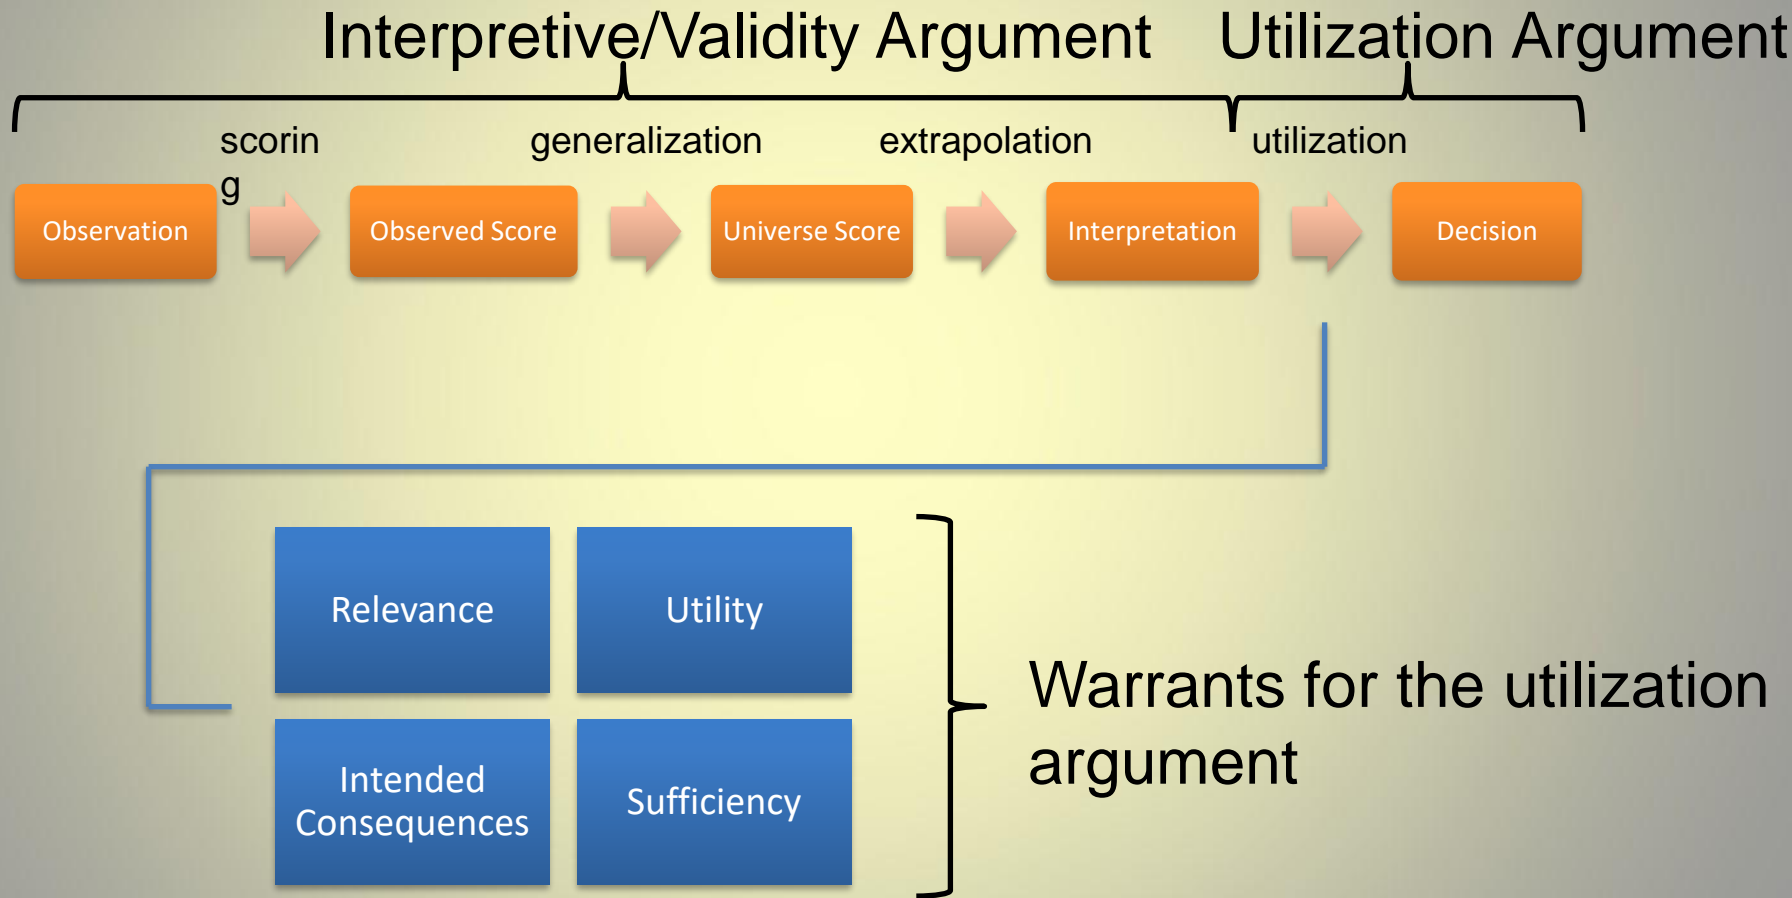 Interpretive/Validity Argument
Utilization Argument
scorin
g
generalization
extrapolation
utilization
Observation
Observed Score
Universe Score
Interpretation
Decision
Relevance
Utility
Intended
Consequences
Sufficiency
Warrants for the utilization
argument